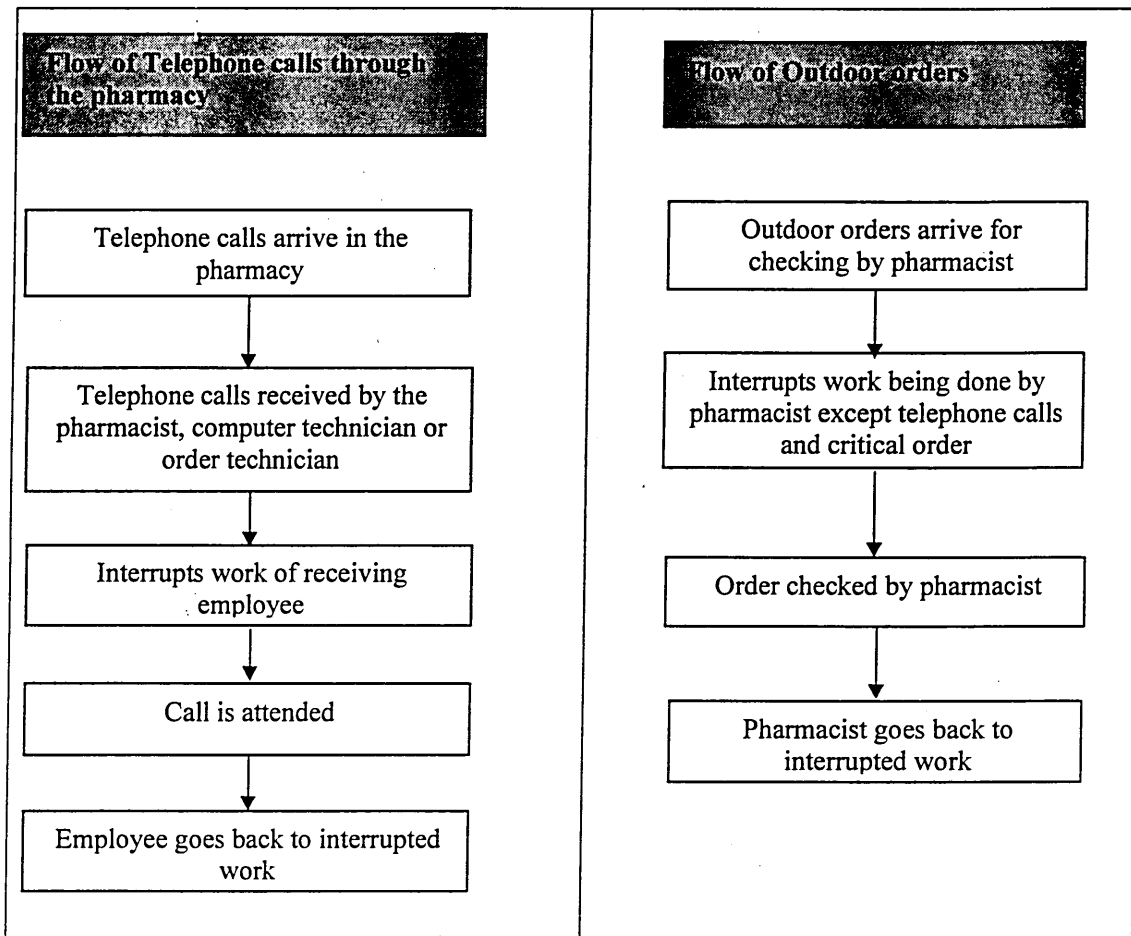 Flow of Telephone calls through
the pharmacy
Telephone calls arrive in the
pharmacy
Telephone calls received by the
pharmacist, computer technician or
order technician
Interrupts work of receiving
employee
Call is attended
Employee goes back to interrupted
work
Flow of Outdoor orders
Outdoor orders arrive for
checking by pharmacist
Interrupts work being done by
pharmacist except telephone calls
and critical order
Order checked by pharmacist
Pharmacist goes back to
interrupted work